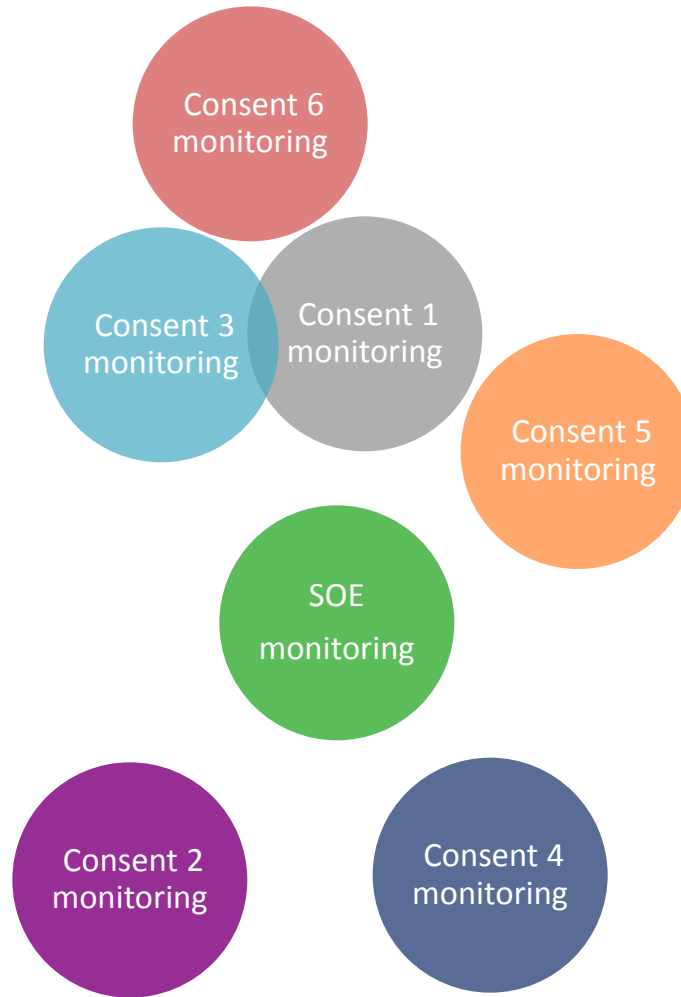 Consent 6
monitoring
Consent 3
monitoring
Consent 1
monitoring
Consent 5
monitoring
SOE
monitoring
Consent 2
monitoring
Consent 4
monitoring